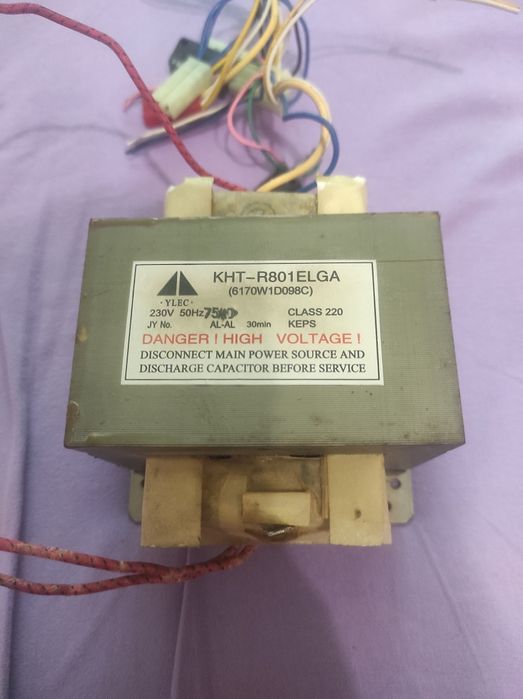 KHT-R801ELGA
(6170W1D098C)
·YLEC·
230V 50Hz CLASS 220
JY No. AL-AL 30min KEPS
DANGER ! HIGH VOLTAGE !
DISCONNECT MAIN POWER SOURCE AND
DISCHARGE CAPACITOR BEFORE SERVICE